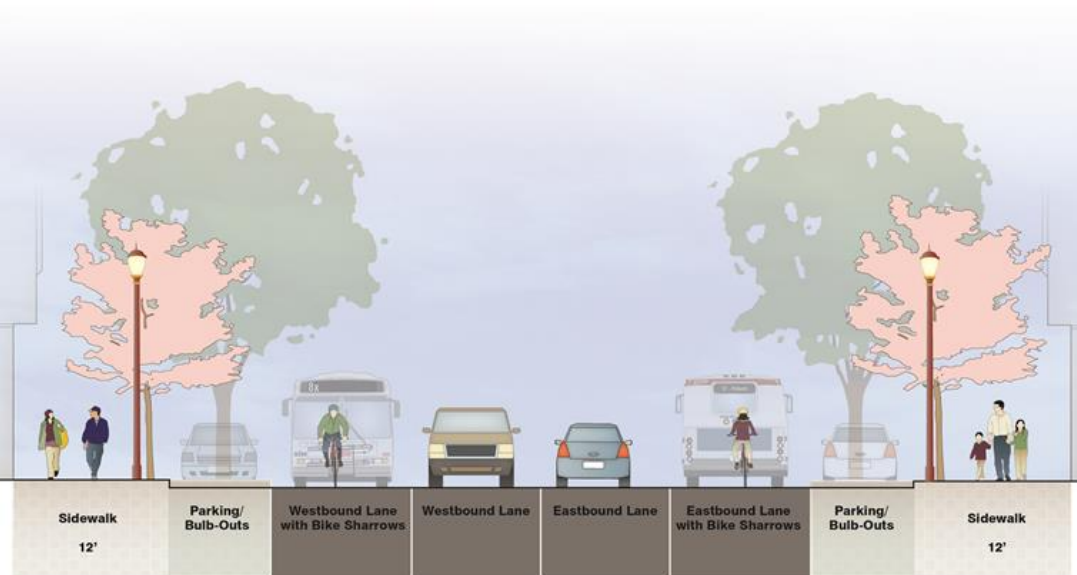 8x
Sidewalk
12'
Parking/
Bulb-Outs
Westbound Lane
with Bike Sharrows
Westbound Lane
Eastbound Lane
Eastbound Lane
with Bike Sharrows
Parking/
Bulb-Outs
Sidewalk
12'